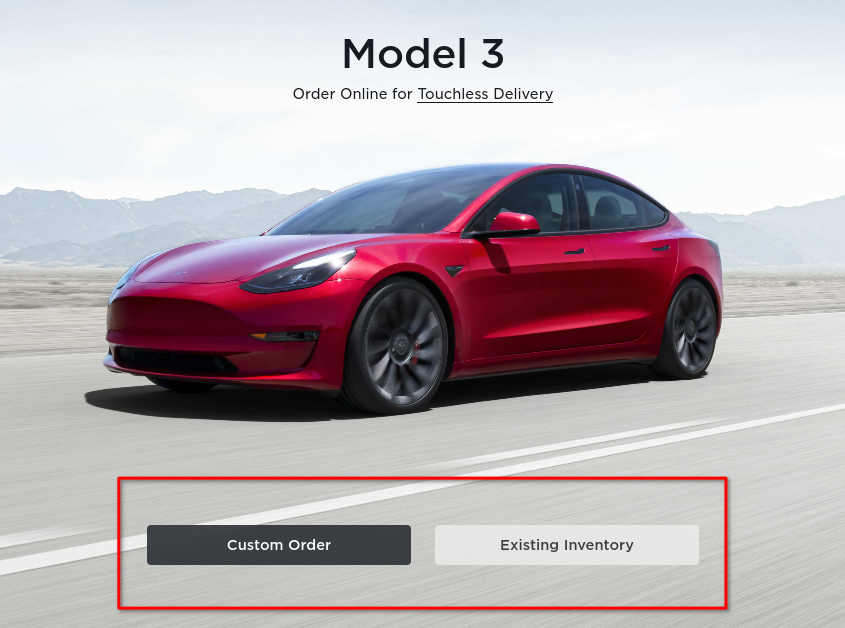 Model 3
Order Online for Touchless Delivery
Custom Order
Existing Inventory